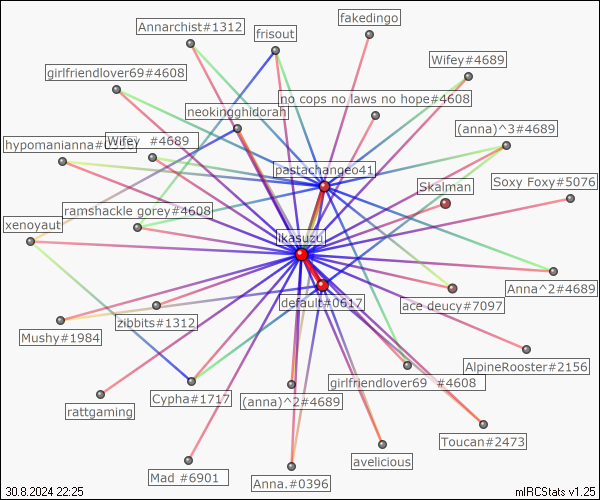 Annarchist#1312
fakedingo
frisout
Wifey#4689
girlfriendlover69#4608
no cops no laws no hope#4608
neokingghidorah
(anna)^3#4689
hypomanianna#
Wifey #4689
pastachangeo41
Skalman
Soxy Foxy#5076
ramshackle gorey#4608
xenoyaut
ikasuzu
Anna^2#4689
default#0617
ace deucy#7097
zibbits#1312
Mushy#1984
AlpineRooster#2156
girlfriendlover69 #4608
Cypha#1717
(anna)^2#4689
rattgaming
Toucan#2473
avelicious
Mad #6901
Anna.#0396
30.8.2024 22:25
mIRCStats v1.25